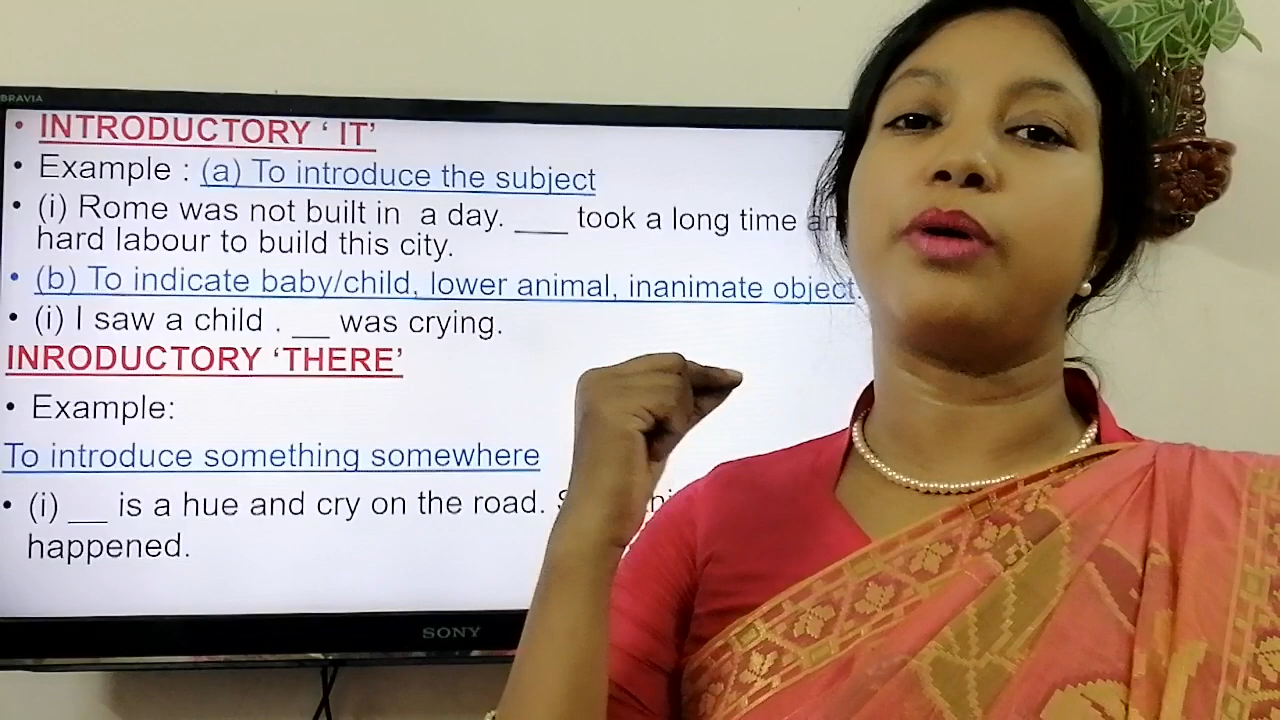 BRAVIA
• INTRODUCTORY ‘ IT’
• Example : (a) To introduce the subject
• (i) Rome was not built in a day. ___ took a long time
hard labour to build this city.
• (b) To indicate baby/child, lower animal, inanimate object.
• (i) I saw a child . __ was crying.
INRODUCTORY ‘THERE’
• Example:
To introduce something somewhere
• (i) __ is a hue and cry on the road.
happened.
SONY